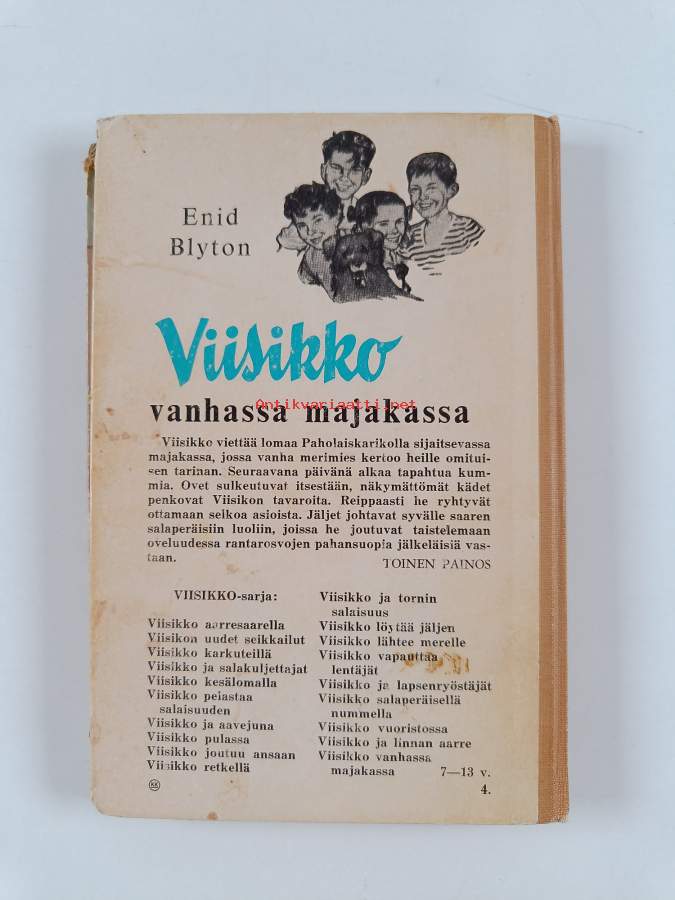 Enid
Blyton
Viisikko
vanhassa majakassa
Antikvariaatti.net
Viisikko viettää lomaa Paholaiskarikolla sijaitsevassa
majakassa, jossa vanha merimies kertoo heille omitui-
sen tarinan. Seuraavana päivänä alkaa tapahtua kum-
mia. Ovet sulkeutuvat itsestään, näkymättömät kädet
penkovat Viisikon tavaroita. Reippaasti he ryhtyvät
ottamaan selkoa asioista. Jäljet johtavat syvälle saaren
salaperäisiin luoliin, joissa he joutuvat taistelemaan
oveluudessa rantarosvojen pahansuopia jälkeläisiä vas-
taan.
TOINEN PAINOS
VIISIKKO-sarja:
Viisikko aarresaarella
Viisikon uudet seikkailut
Viisikko karkuteillä
Viisikko ja salakuljettajat
Viisikko kesälomalla
Viisikko pelastaa
salaisuuden
Viisikko ja aavejuna
Viisikko pulassa
Viisikko joutuu ansaan
Viisikko retkellä
KK
Viisikko ja tornin
salaisuus
Viisikko löytää jäljen
Viisikko lähtee merelle
Viisikko vapauttaa
lentäjät
Viisikko ja lapsenryöstäjät
Viisikko salaperäisellä
nummella
Viisikko vuoristossa
Viisikko ja linnan aarre
Viisikko vanhassa
majakassa 7—13 v.
4.